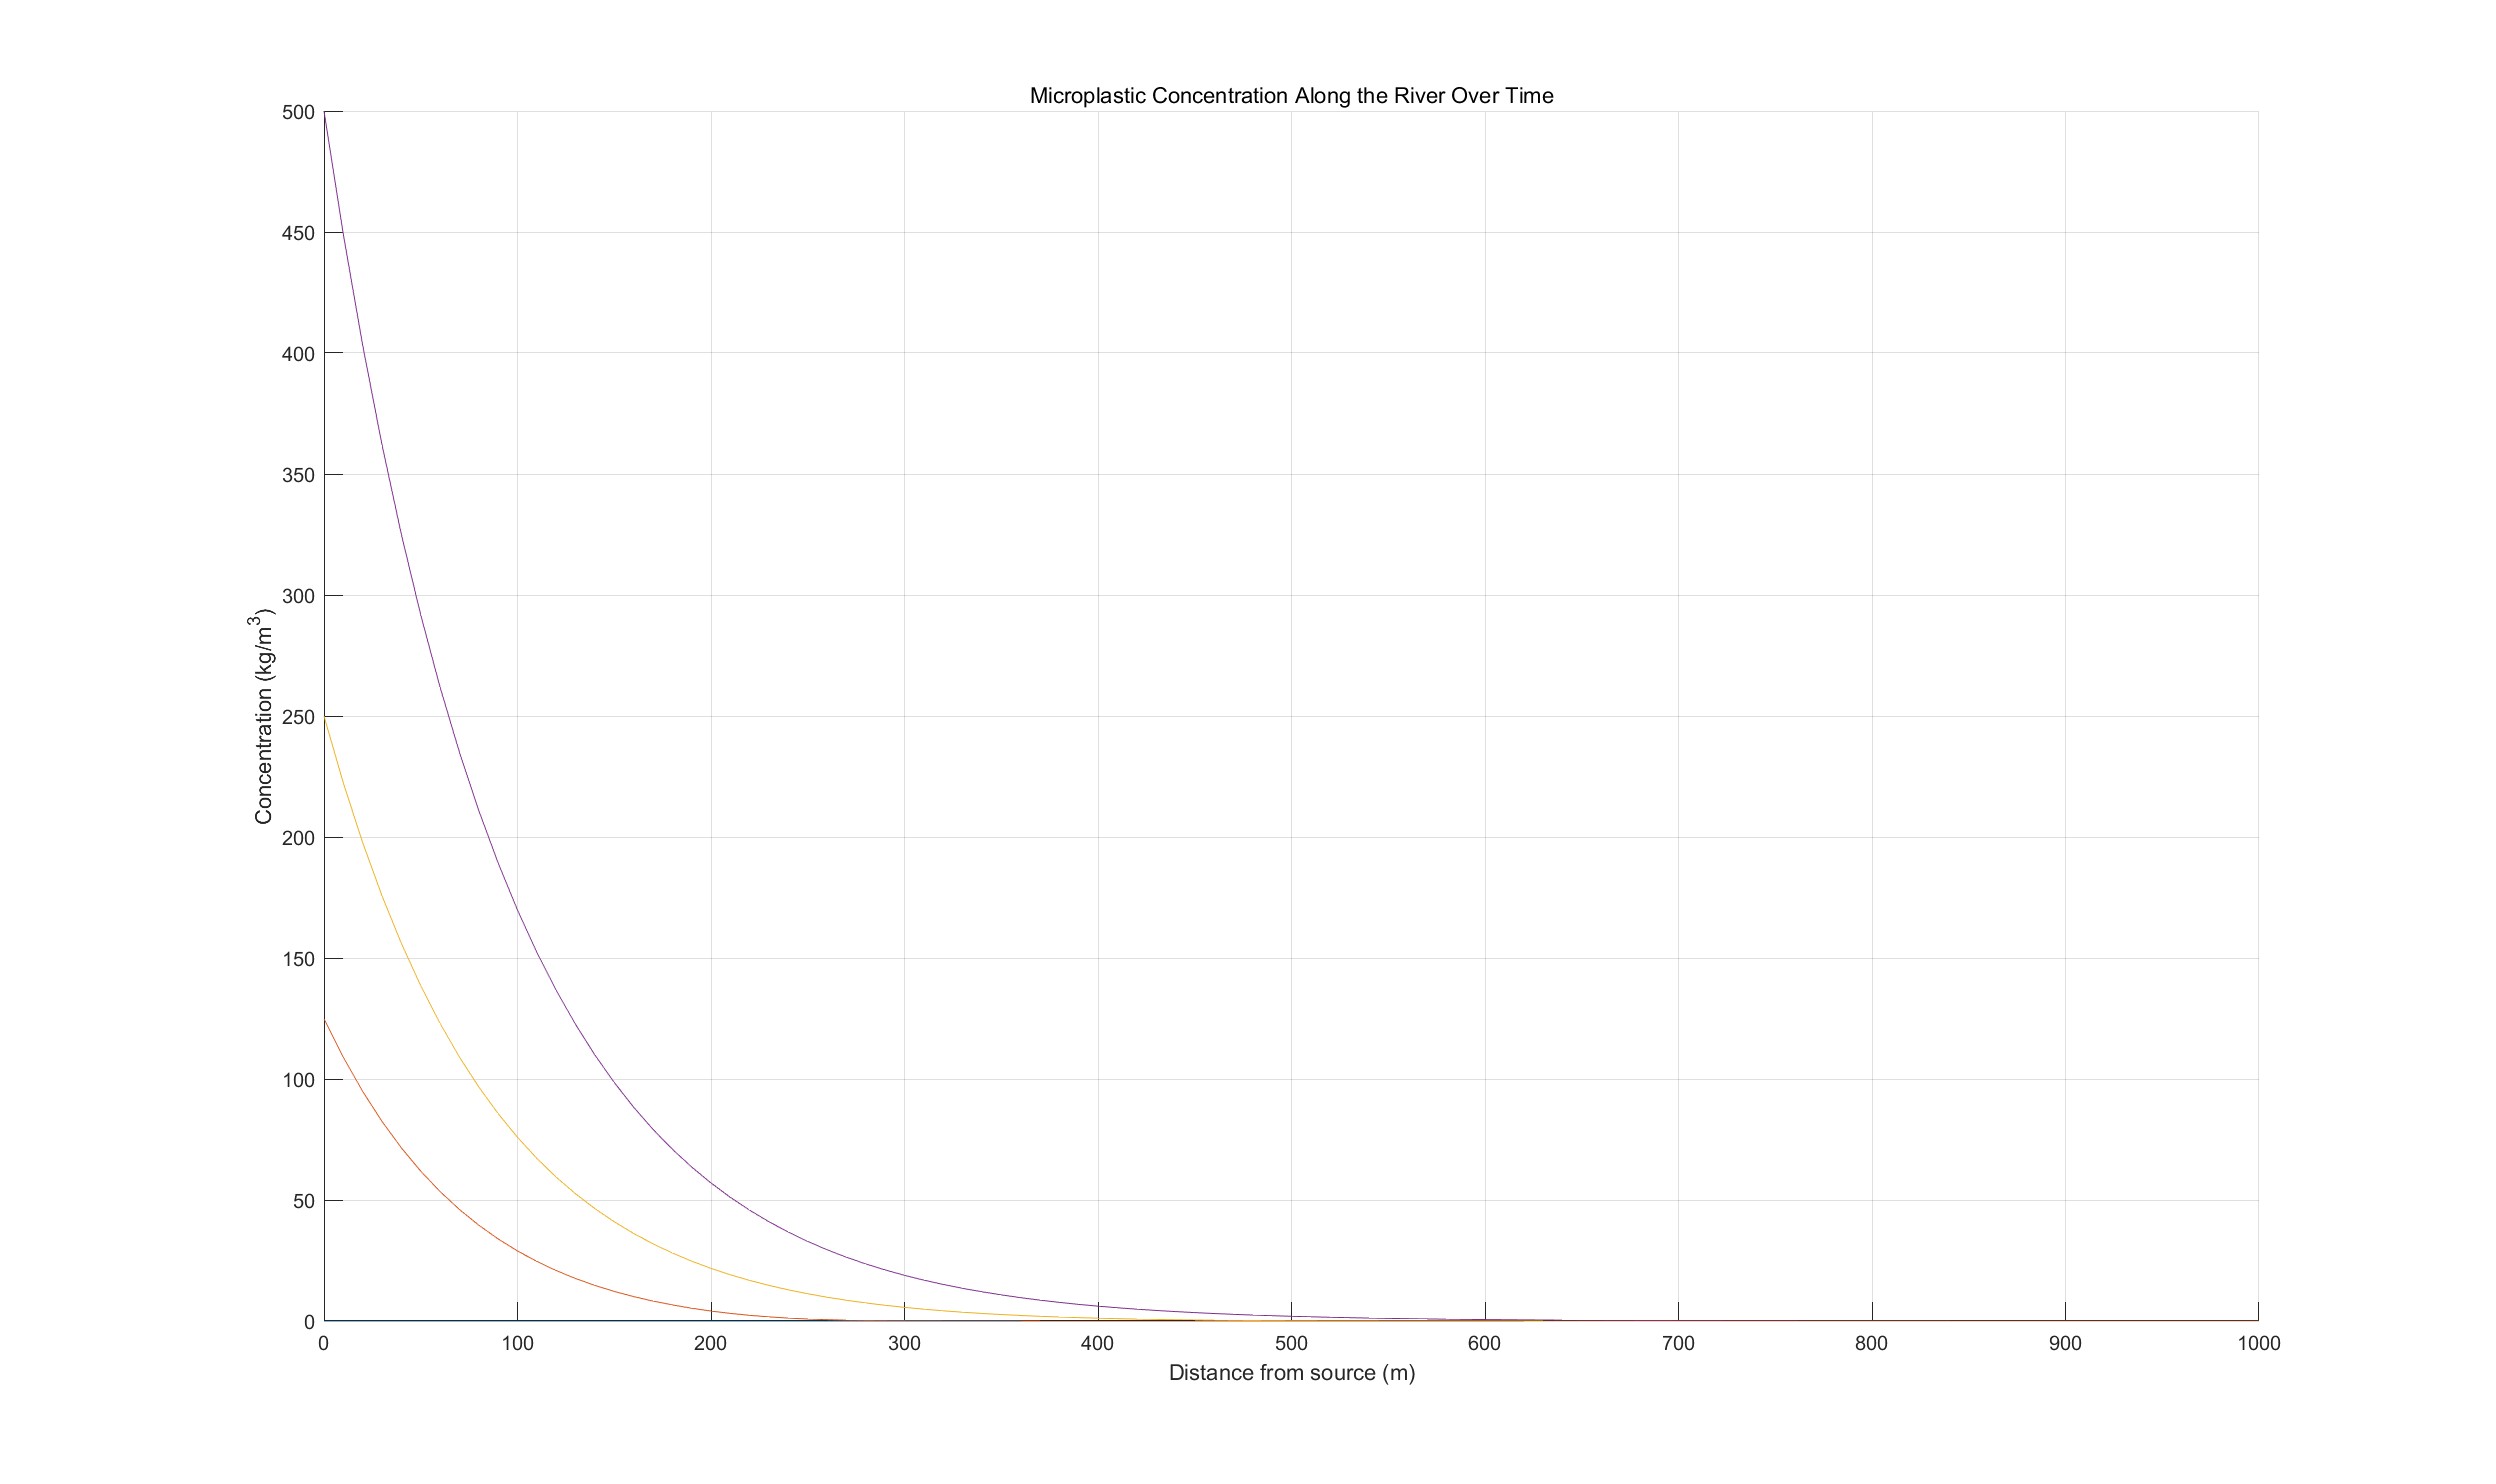 Microplastic Concentration Along the River Over Time
500
450
400
350
300
250
200
150
100
50
0
Concentration (kg/m³)
0 100 200 300 400 500 600 700 800 900 1000
Distance from source (m)